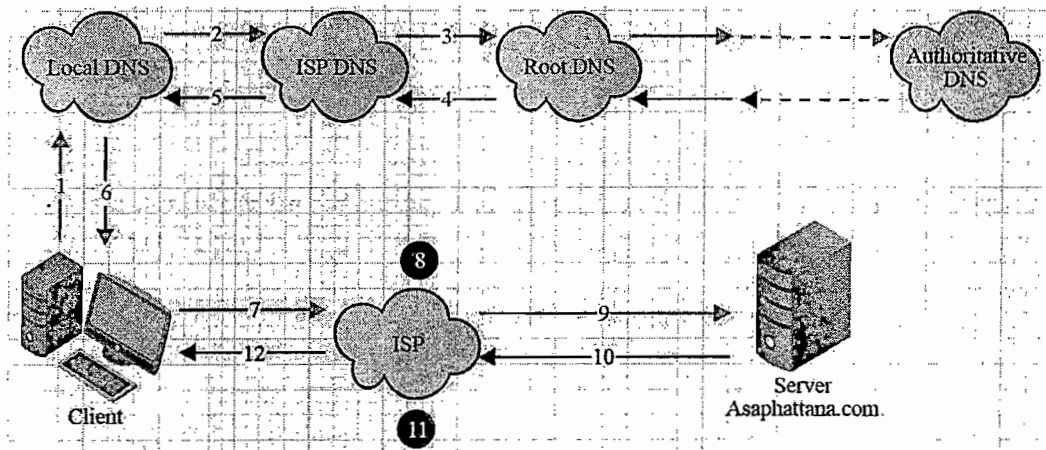 Local DNS
2
5
ISP DNS
3
4
Root DNS
Authoritative
DNS
1
6
8
7
12
ISP
9
10
11
Client
Server
Asaphattana.com